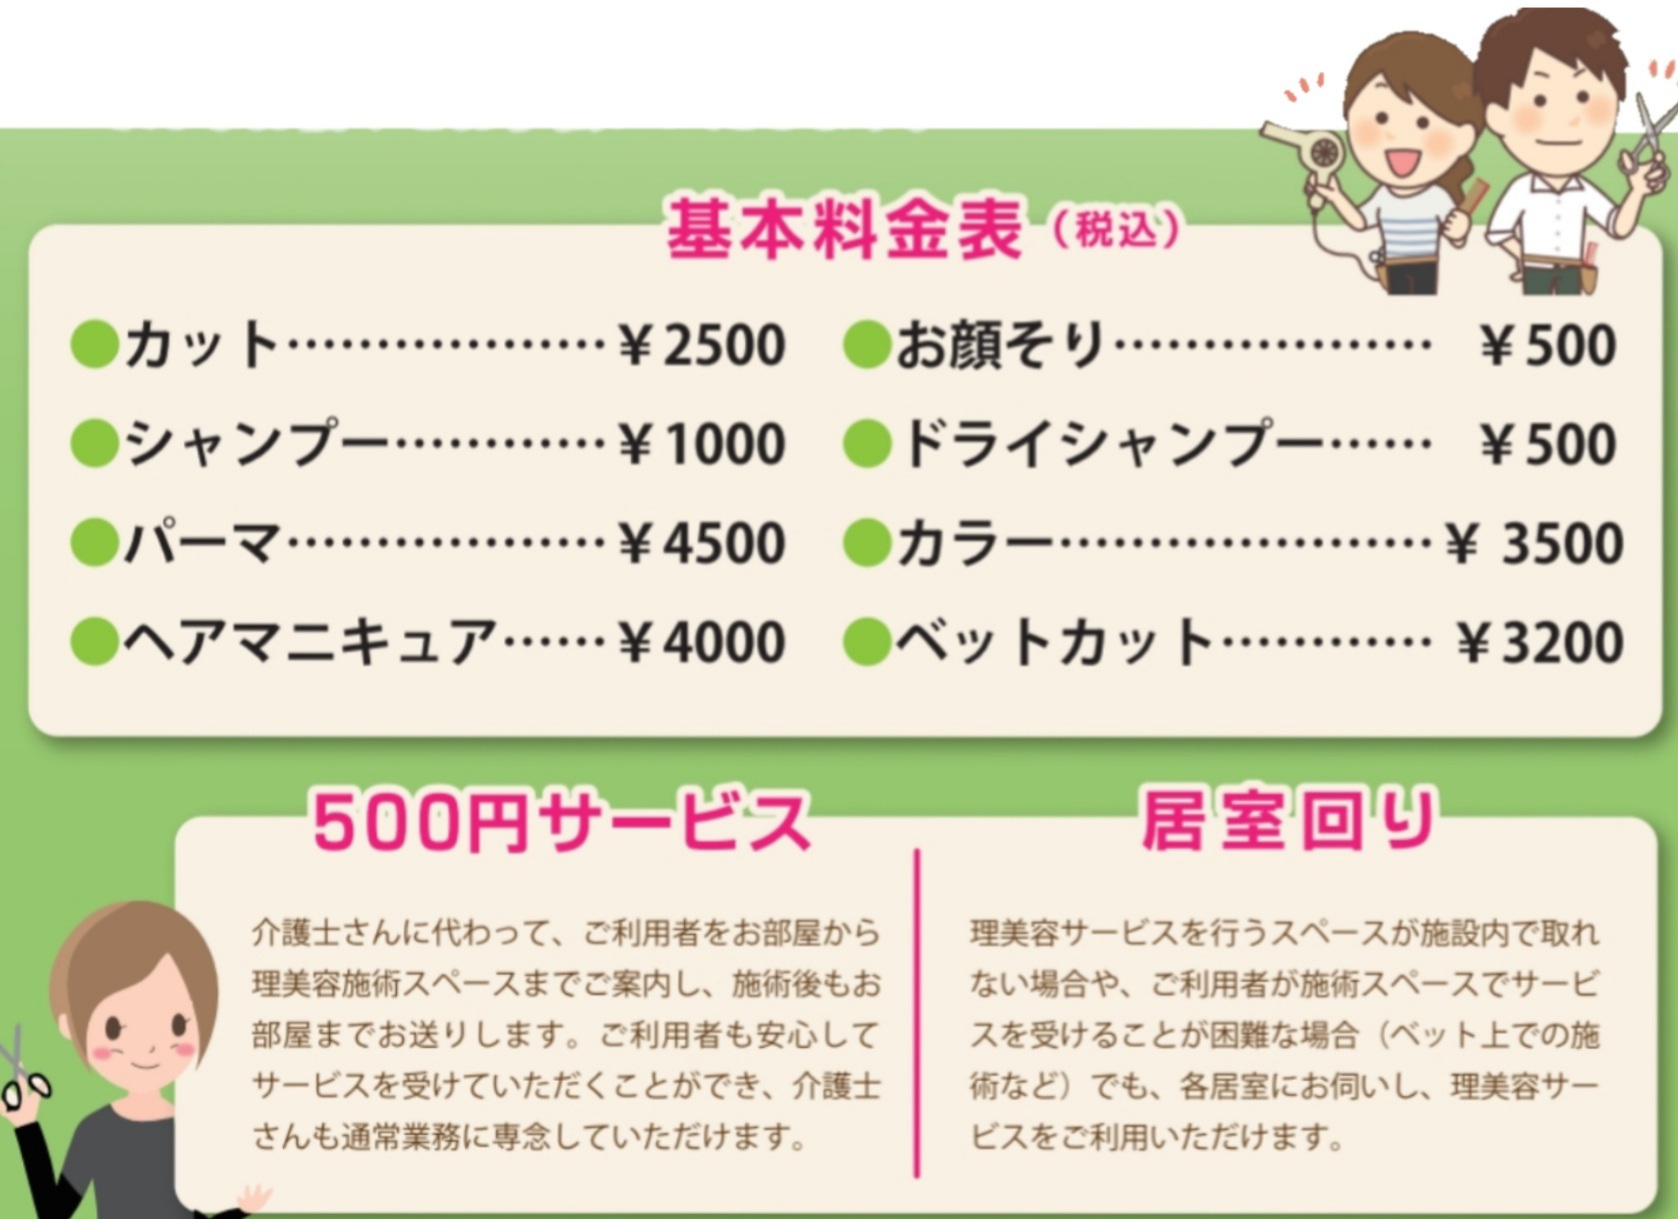 基本料金表（税込）
●カット………………¥2500
●お顔そり………………¥500
●シャンプー…………¥1000
●ドライシャンプー……¥500
●パーマ………………¥4500
●カラー…………………¥ 3500
●ヘアマニキュア……¥4000
●ベットカット…………¥3200
500円サービス
介護士さんに代わって、ご利用者をお部屋から
理美容施術スペースまでご案内し、施術後もお
部屋までお送りします。ご利用者も安心して
サービスを受けていただくことができ、介護士
さんも通常業務に専念していただけます。
居室回り
理美容サービスを行うスペースが施設内で取れ
ない場合や、ご利用者が施術スペースでサービ
スを受けることが困難な場合（ベット上での施
術など）でも、各居室にお伺いし、理美容サー
ビスをご利用いただけます。